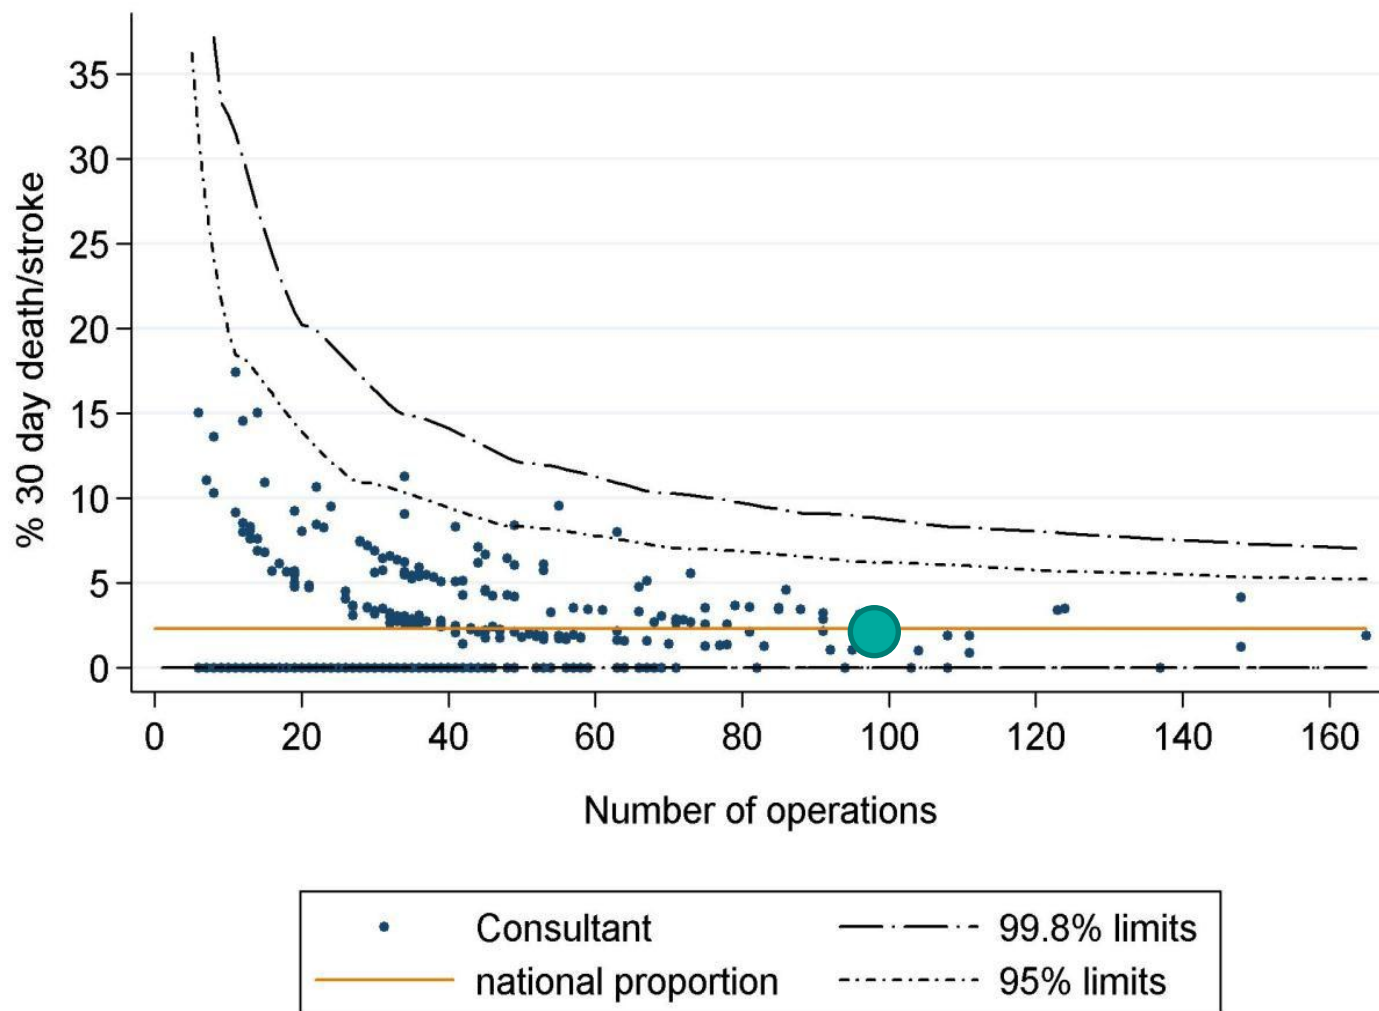 35
30
25
20
15
10
5
0
% 30 day death/stroke
0 20 40 60 80 100 120 140 160
Number of operations
Consultant 99.8% limits
national proportion 95% limits